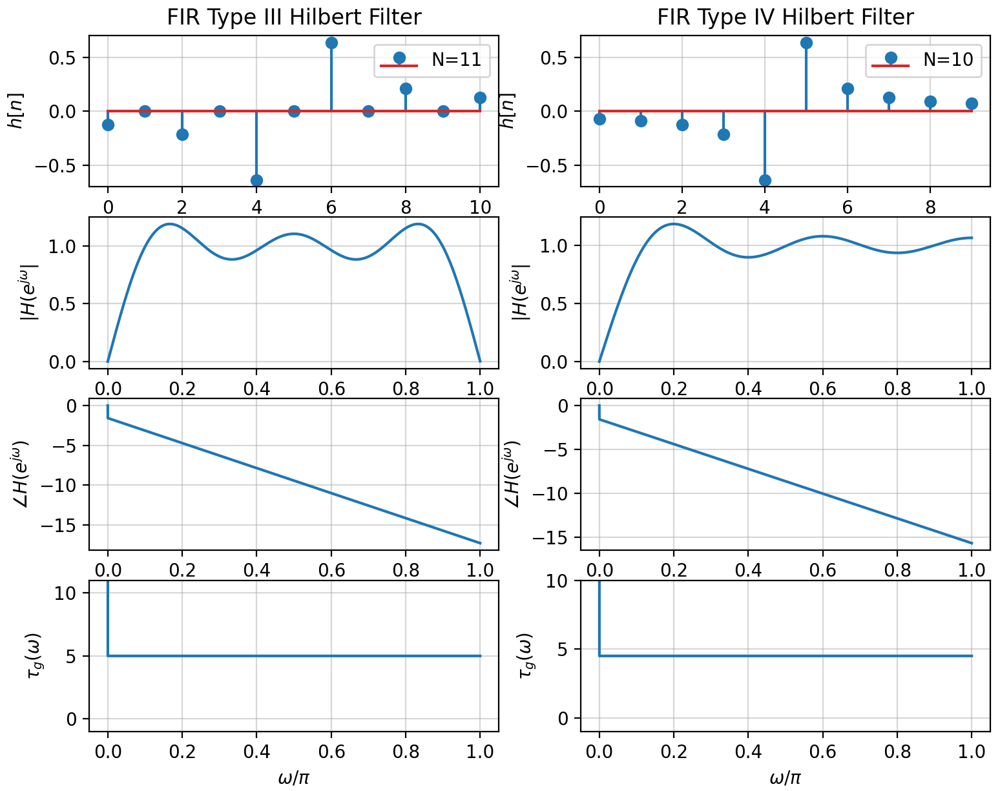 FIR Type III Hilbert Filter
h[n]
0.5
0.0
−0.5
N=11
0 2 4 6 8 10
|H(e^{jω}|
1.0
0.5
0.0
0.0 0.2 0.4 0.6 0.8 1.0
∠H(e^{jω})
0
−5
−10
−15
0.0 0.2 0.4 0.6 0.8 1.0
τ_g(ω)
10
5
0
0.0 0.2 0.4 0.6 0.8 1.0
ω/π
FIR Type IV Hilbert Filter
h[n]
0.5
0.0
−0.5
N=10
0 2 4 6 8
|H(e^{jω}|
1.0
0.5
0.0
0.0 0.2 0.4 0.6 0.8 1.0
∠H(e^{jω})
0
−5
−10
−15
0.0 0.2 0.4 0.6 0.8 1.0
τ_g(ω)
10
5
0
0.0 0.2 0.4 0.6 0.8 1.0
ω/π